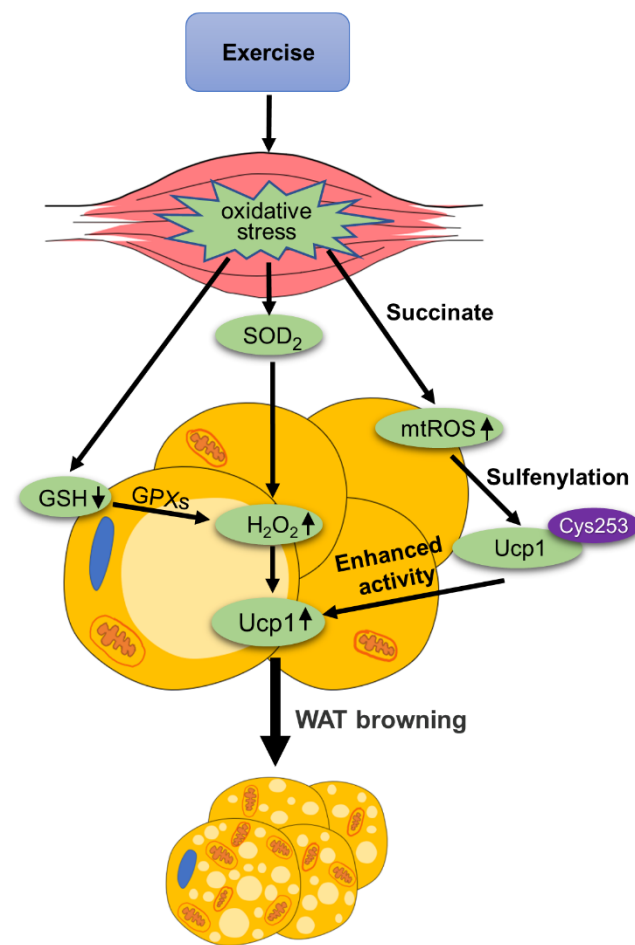 Exercise
oxidative
stress
Succinate
SOD₂
mtROS
Sulfenylation
GSH
GPXs
H₂O₂
Cys253
Ucp1
Enhanced
activity
Ucp1
WAT browning